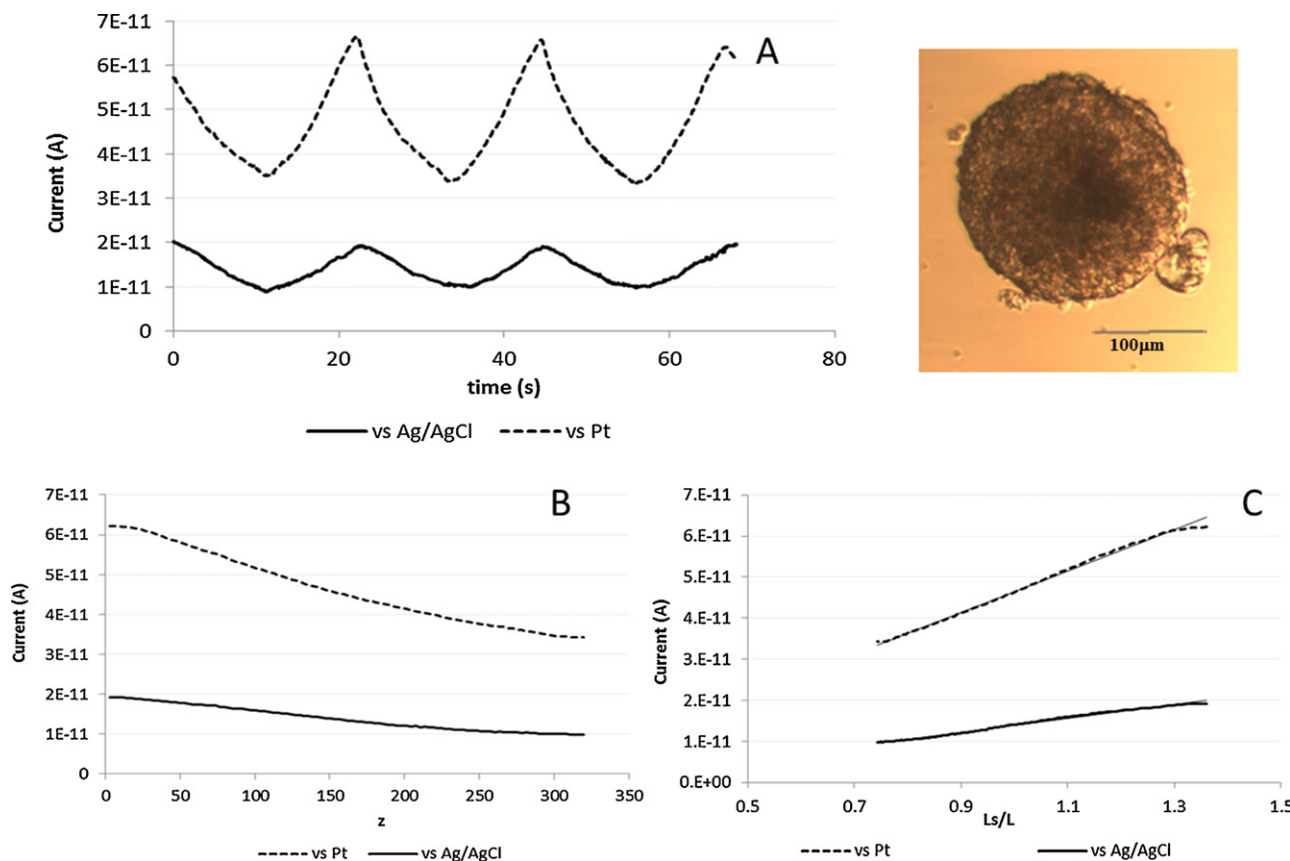 A
Current (A)
7E-11
6E-11
5E-11
4E-11
3E-11
2E-11
1E-11
0
0 20 40 60 80
time (s)
vs Ag/AgCl vs Pt
100µm
B
Current (A)
7E-11
6E-11
5E-11
4E-11
3E-11
2E-11
1E-11
0
0 50 100 150 200 250 300 350
z
vs Pt vs Ag/AgCl
C
Current (A)
7.E-11
6.E-11
5.E-11
4.E-11
3.E-11
2.E-11
1.E-11
0.E+00
0.5 0.7 0.9 1.1 1.3 1.5
Ls/L
vs Pt vs Ag/AgCl